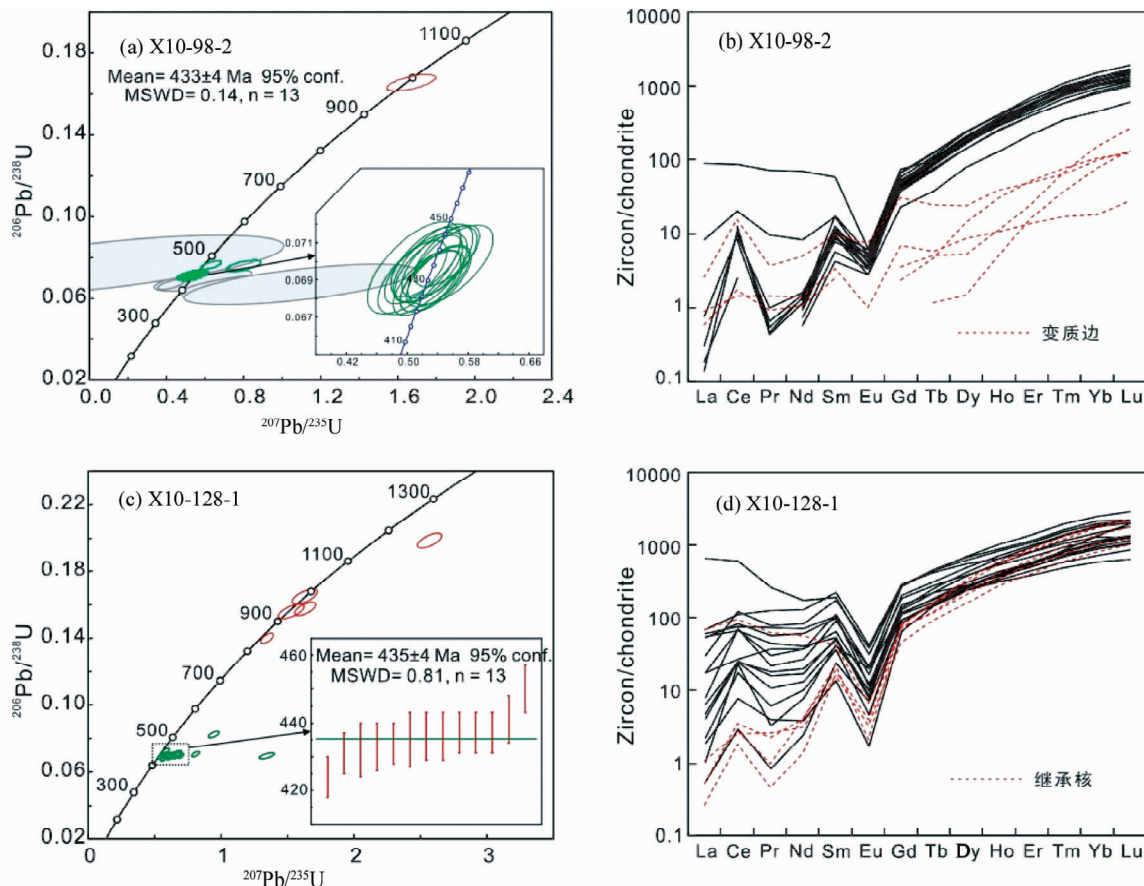 (a) X10-98-2
Mean= 433±4 Ma 95% conf.
MSWD= 0.14, n = 13
²⁰⁶Pb/²³⁸U
0.18
0.14
0.10
0.06
0.02
1100
900
700
500
300
0.071
0.069
0.067
450
430
410
0.42 0.50 0.58 0.66
0.0 0.4 0.8 1.2 1.6 2.0 2.4
²⁰⁷Pb/²³⁵U
(b) X10-98-2
Zircon/chondrite
10000
1000
100
10
1
0.1
变质边
La Ce Pr Nd Sm Eu Gd Tb Dy Ho Er Tm Yb Lu
(c) X10-128-1
²⁰⁶Pb/²³⁸U
0.22
0.18
0.14
0.10
0.06
0.02
1300
1100
900
700
500
300
Mean= 435±4 Ma 95% conf.
MSWD= 0.81, n = 13
460
440
420
0 1 2 3
²⁰⁷Pb/²³⁵U
(d) X10-128-1
Zircon/chondrite
10000
1000
100
10
1
0.1
继承核
La Ce Pr Nd Sm Eu Gd Tb Dy Ho Er Tm Yb Lu